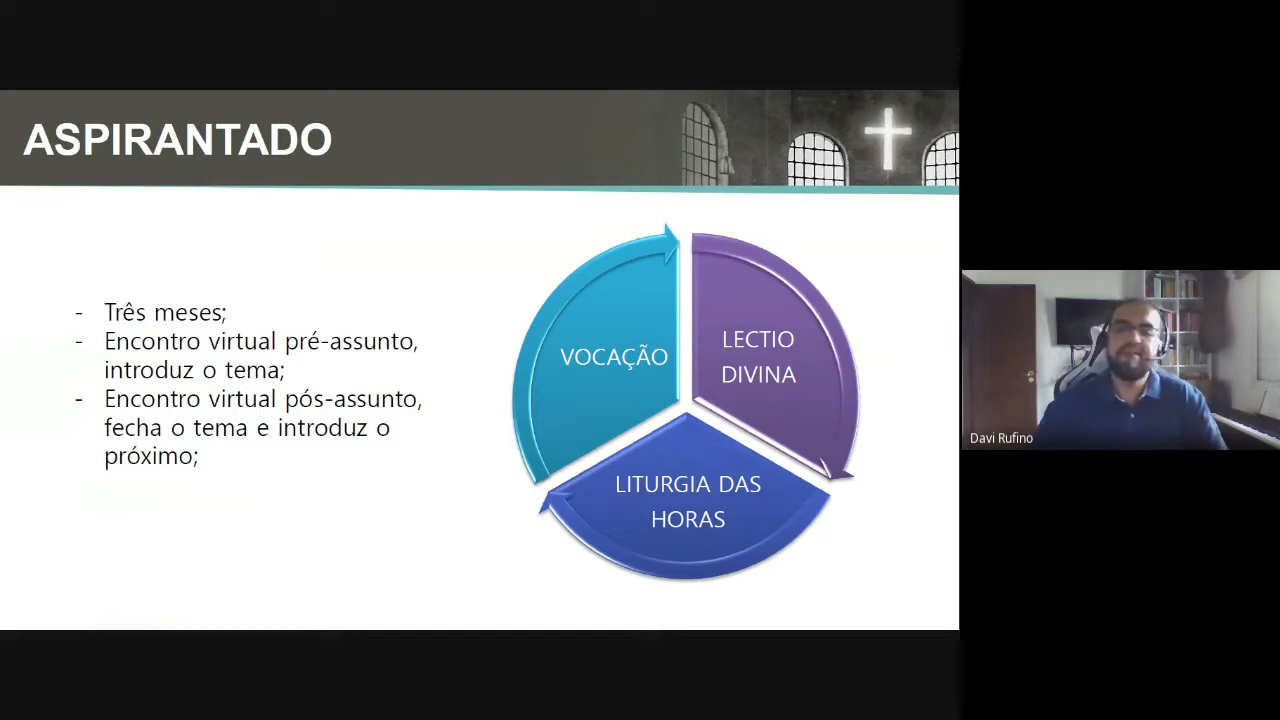 ASPIRANTADO
- Três meses;
- Encontro virtual pré-assunto,
introduz o tema;
- Encontro virtual pós-assunto,
fecha o tema e introduz o
próximo;
VOCAÇÃO
LECTIO
DIVINA
LITURGIA DAS
HORAS
Davi Rufino